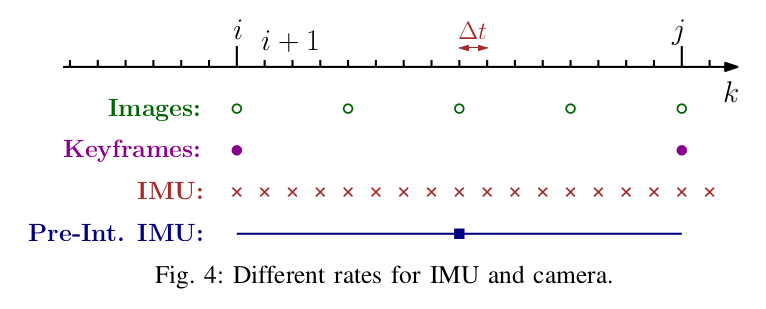 i
i + 1
Δt
j
k
Images:
Keyframes:
IMU:
Pre-Int. IMU:
Fig. 4: Different rates for IMU and camera.